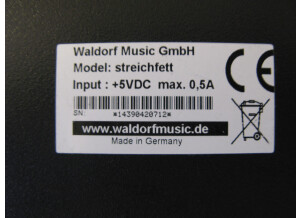 Waldorf Music GmbH
Model: streichfett
Input : +5VDC max. 0,5A
CE
SN:
*14390420712*
www.waldorfmusic.de
Made in Germany